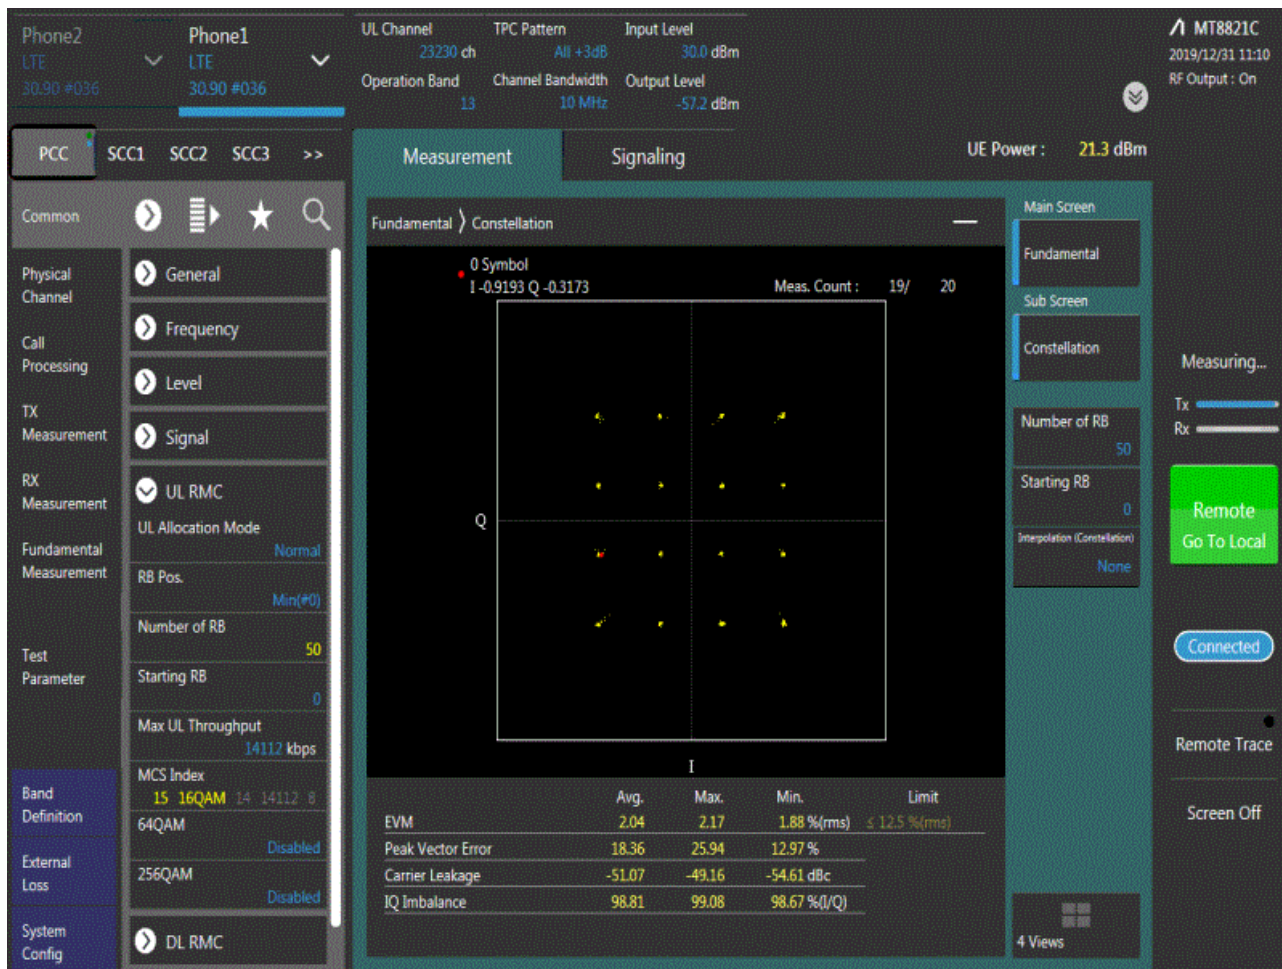 Phone2
LTE
30.90 #036
Phone1
LTE
30.90 #036
UL Channel
23230 ch
TPC Pattern
All +3dB
Input Level
30.0 dBm
Operation Band
13
Channel Bandwidth
10 MHz
Output Level
-57.2 dBm
MT8821C
2019/12/31 11:10
RF Output : On
PCC SCC1 SCC2 SCC3 >>
Measurement
Signaling
UE Power : 21.3 dBm
Common
Physical
Channel
Call
Processing
TX
Measurement
RX
Measurement
Fundamental
Measurement
Test
Parameter
Band
Definition
External
Loss
System
Config
General
Frequency
Level
Signal
UL RMC
UL Allocation Mode
Normal
RB Pos.
Min(#0)
Number of RB
50
Starting RB
0
Max UL Throughput
14112 kbps
MCS Index
15 16QAM 14 14112 8
64QAM
Disabled
256QAM
Disabled
DL RMC
Fundamental 〉 Constellation
0 Symbol
I -0.9193 Q -0.3173
Meas. Count : 19/ 20
Q
I
Avg. Max. Min. Limit
EVM 2.04 2.17 1.88 %(rms) ≤ 12.5 %(rms)
Peak Vector Error 18.36 25.94 12.97 %
Carrier Leakage -51.07 -49.16 -54.61 dBc
IQ Imbalance 98.81 99.08 98.67 %(I/Q)
Main Screen
Fundamental
Sub Screen
Constellation
Number of RB
50
Starting RB
0
Interpolation (Constellation)
None
4 Views
Measuring...
Tx
Rx
Remote
Go To Local
Connected
Remote Trace
Screen Off